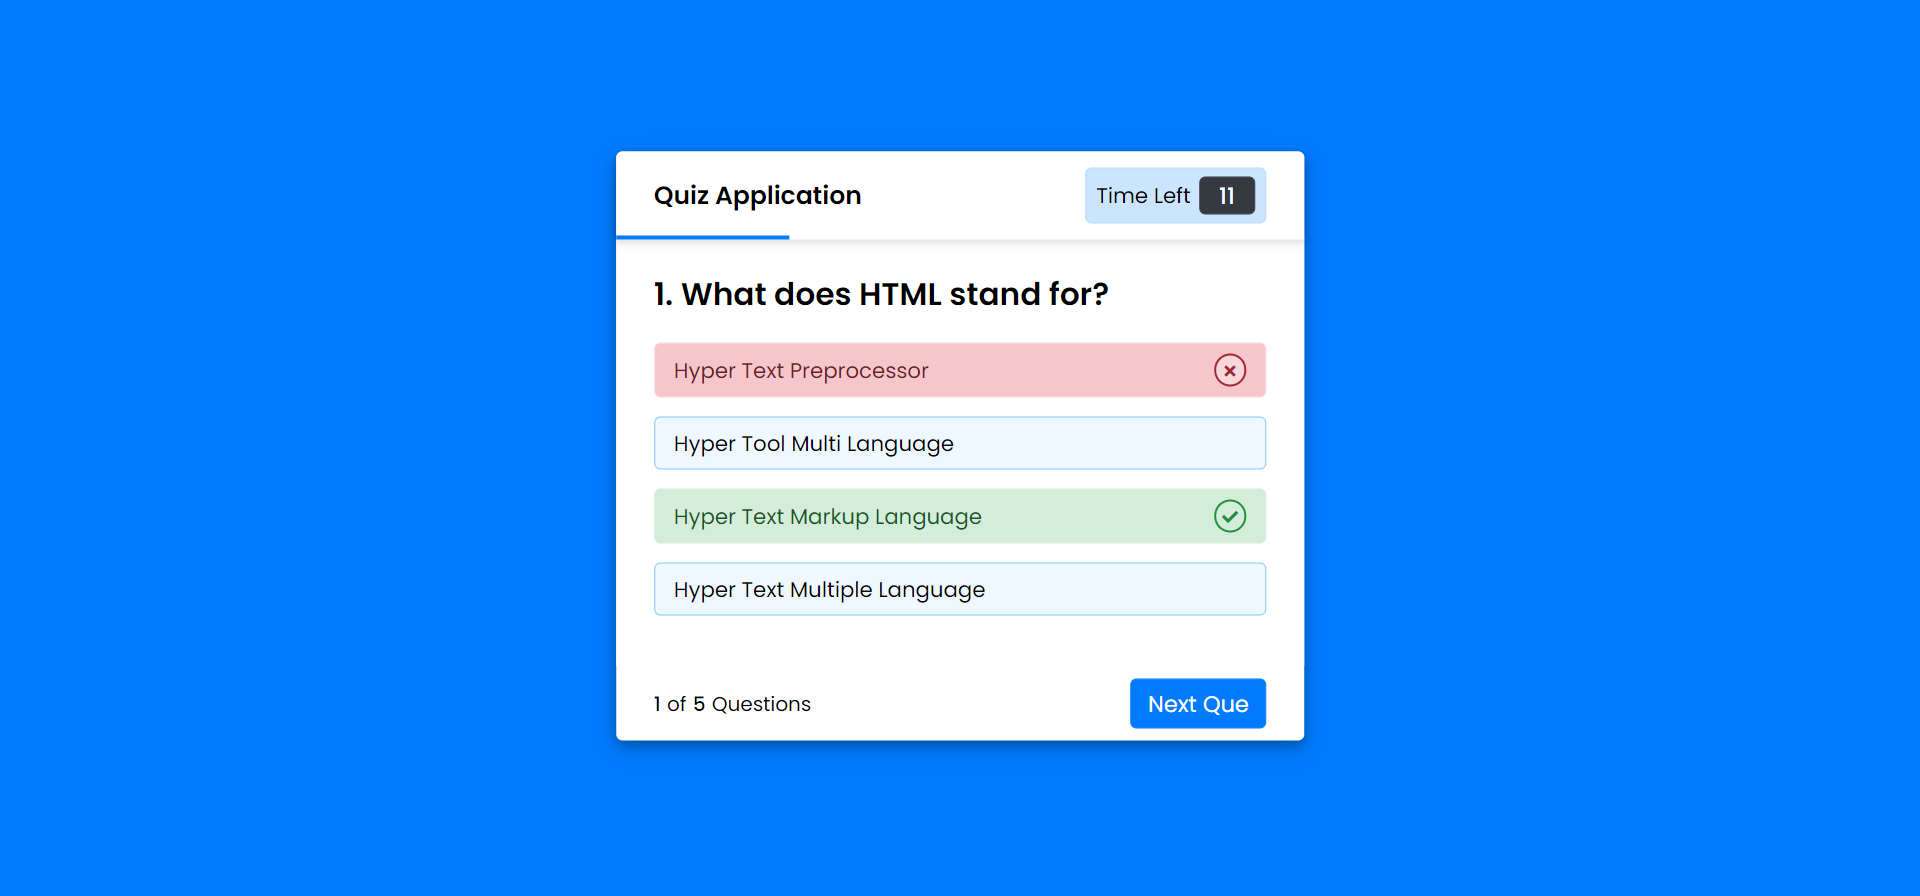 Quiz Application
Time Left 11
1. What does HTML stand for?
Hyper Text Preprocessor
Hyper Tool Multi Language
Hyper Text Markup Language
Hyper Text Multiple Language
1 of 5 Questions
Next Que